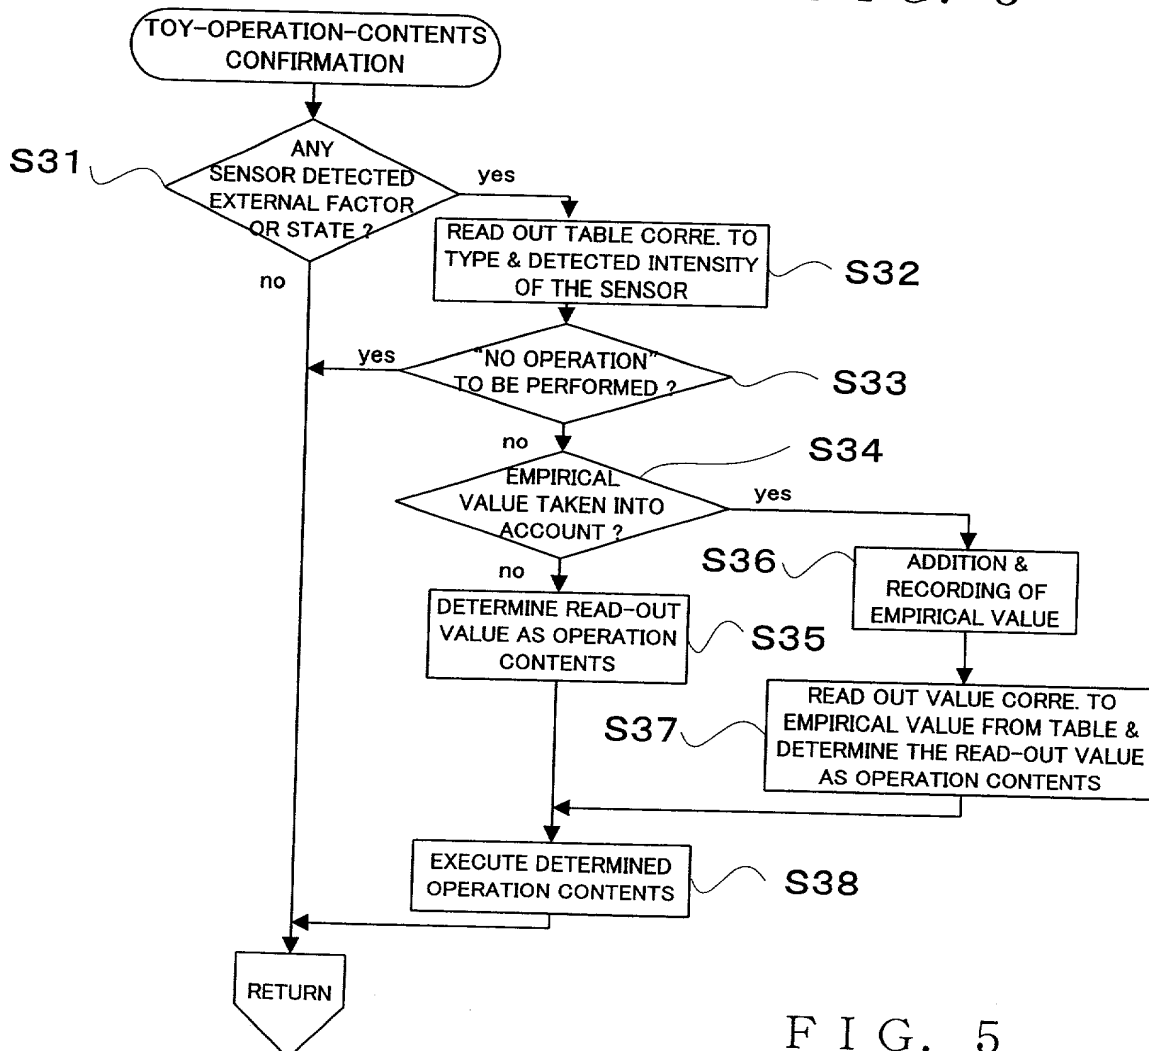 TOY-OPERATION-CONTENTS
CONFIRMATION
S31
ANY
SENSOR DETECTED
EXTERNAL FACTOR
OR STATE ?
yes
no
READ OUT TABLE CORRE. TO
TYPE & DETECTED INTENSITY
OF THE SENSOR
S32
yes
"NO OPERATION"
TO BE PERFORMED ?
S33
no
S34
EMPIRICAL
VALUE TAKEN INTO
ACCOUNT ?
yes
no
S36
ADDITION &
RECORDING OF
EMPIRICAL VALUE
DETERMINE READ-OUT
VALUE AS OPERATION
CONTENTS
S35
S37
READ OUT VALUE CORRE. TO
EMPIRICAL VALUE FROM TABLE &
DETERMINE THE READ-OUT VALUE
AS OPERATION CONTENTS
EXECUTE DETERMINED
OPERATION CONTENTS
S38
RETURN
FIG. 5